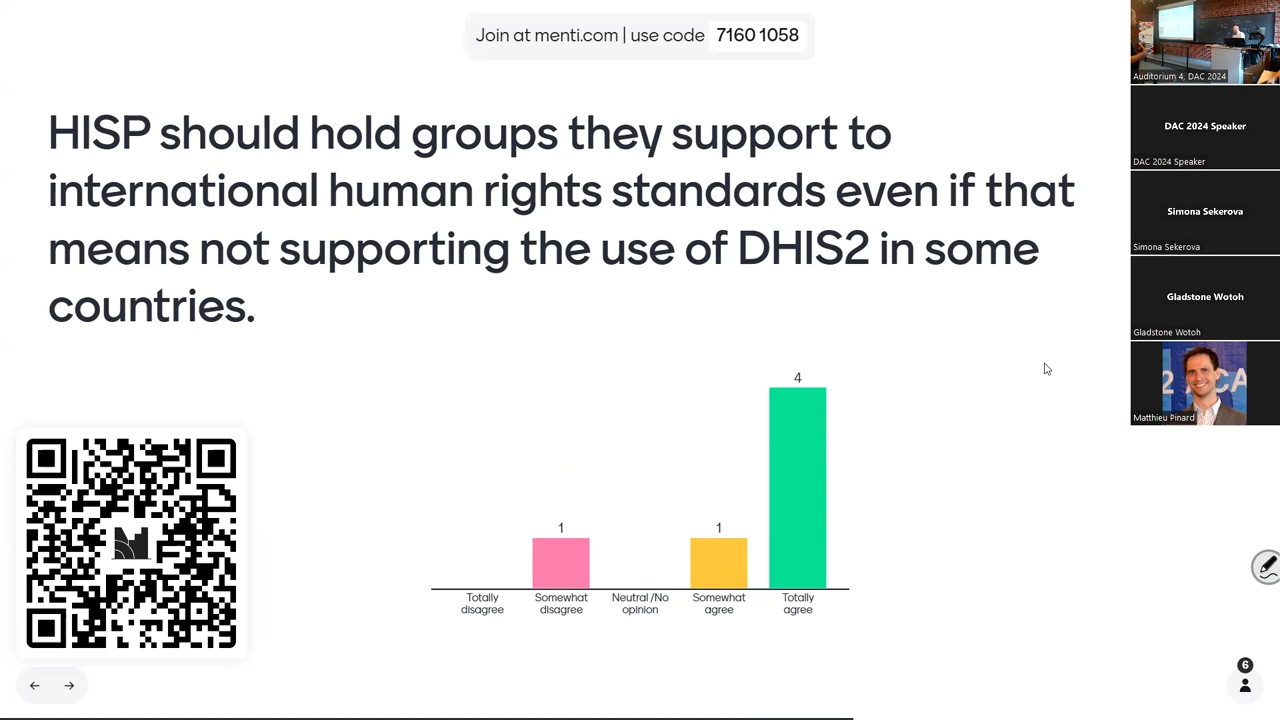 Join at menti.com | use code 7160 1058
HISP should hold groups they support to
international human rights standards even if that
means not supporting the use of DHIS2 in some
countries.
4
1
1
Totally
disagree
Somewhat
disagree
Neutral /No
opinion
Somewhat
agree
Totally
agree
6
Auditorium 4, DAC 2024
DAC 2024 Speaker
DAC 2024 Speaker
Simona Sekerova
Simona Sekerova
Gladstone Wotoh
Gladstone Wotoh
Matthieu Pinard